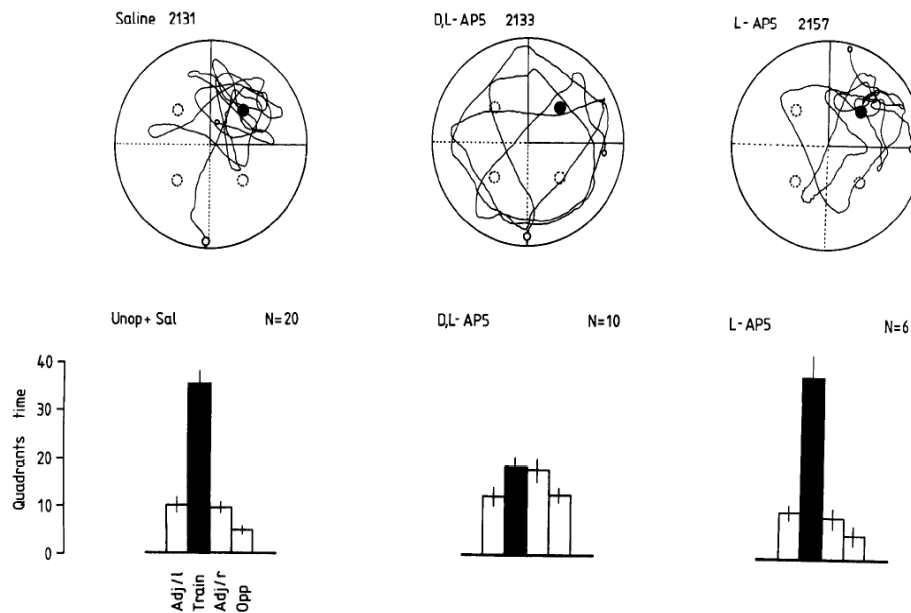 Saline 2131
D,L-AP5 2133
L-AP5 2157
Unop + Sal N=20
D,L-AP5 N=10
L-AP5 N=6
Quadrants time
40
30
20
10
0
Adj/l
Train
Adj/r
Opp